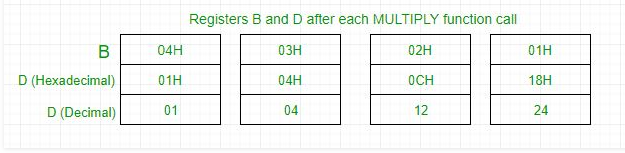 Registers B and D after each MULTIPLY function call
B 04H 03H 02H 01H
D (Hexadecimal) 01H 04H 0CH 18H
D (Decimal) 01 04 12 24